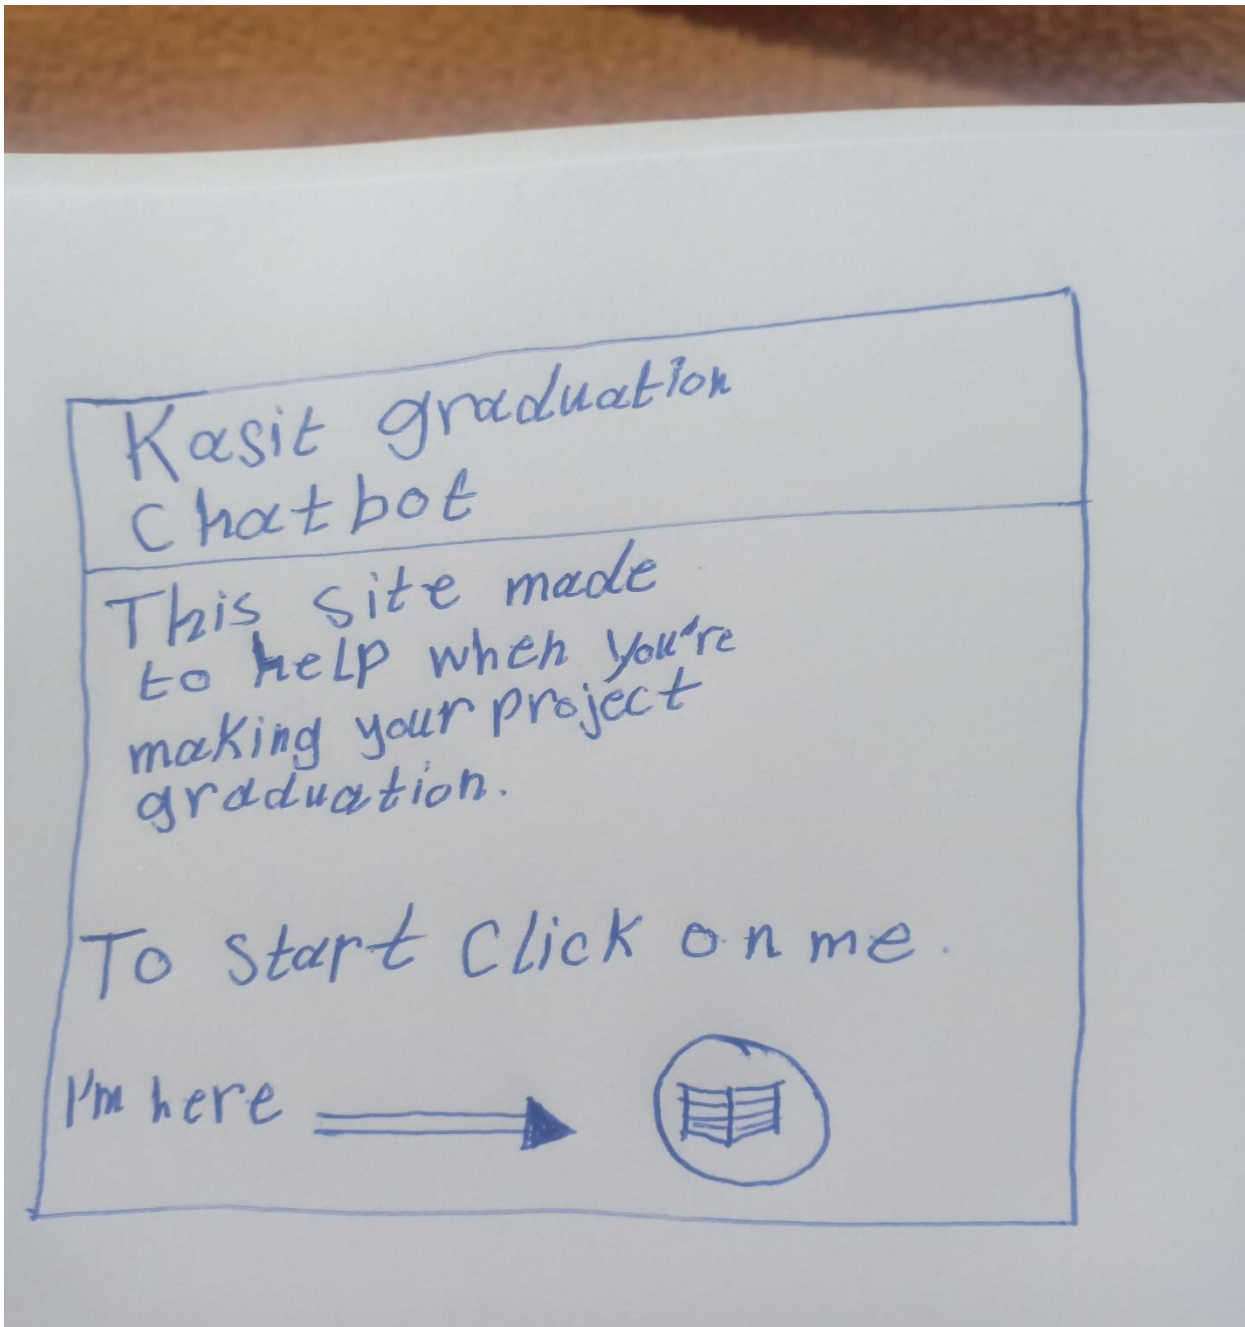 Kasit graduation
Chatbot
This site made
to help when you're
making your project
graduation.
To start Click on me.
I'm here